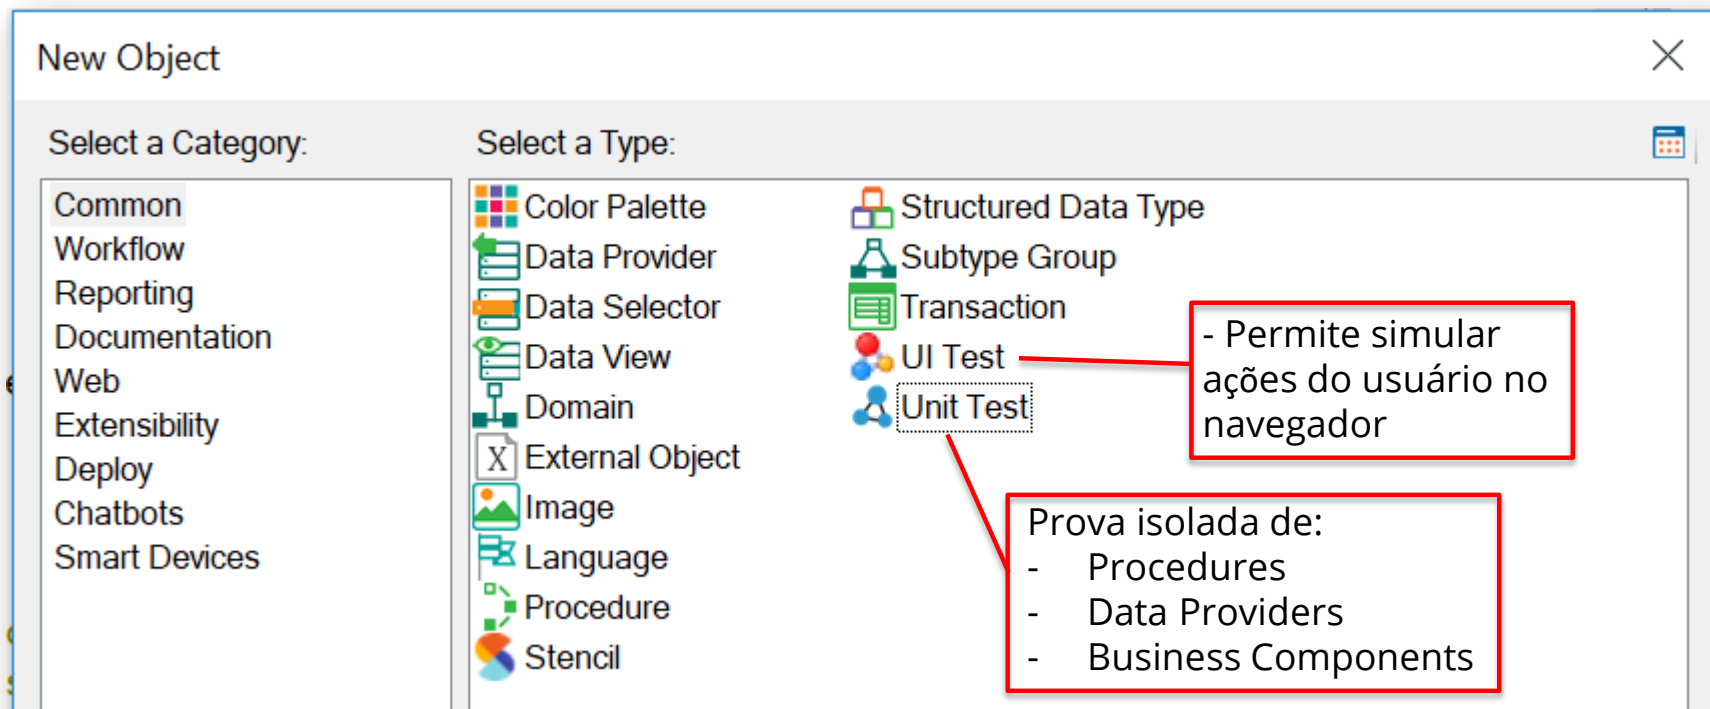 New Object
Select a Category:
Select a Type:
Common
Workflow
Reporting
Documentation
Web
Extensibility
Deploy
Chatbots
Smart Devices
Color Palette
Data Provider
Data Selector
Data View
Domain
External Object
Image
Language
Procedure
Stencil
Structured Data Type
Subtype Group
Transaction
UI Test
Unit Test
- Permite simular
ações do usuário no
navegador
Prova isolada de:
- Procedures
- Data Providers
- Business Components